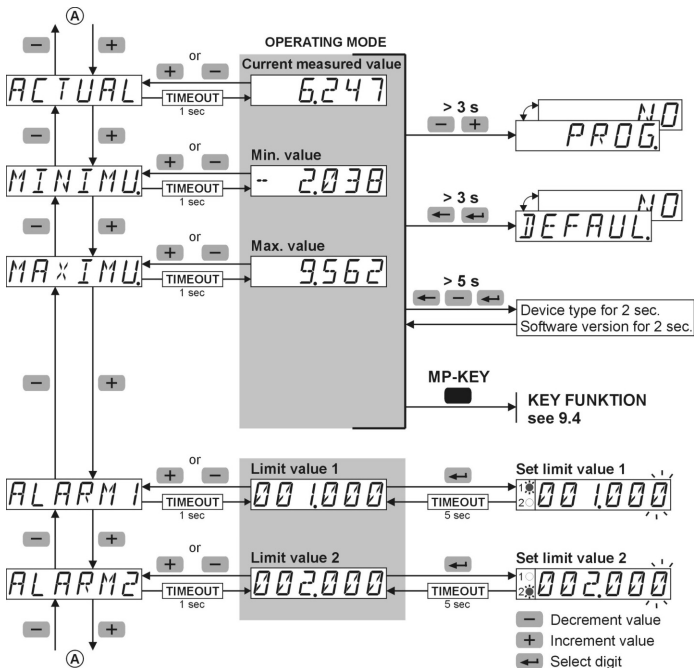 A
OPERATING MODE
- +
or
+ -
Current measured value
ACTUAL
TIMEOUT
1 sec
6.247
> 3 s
- +
NO
PROG.
- +
or
+ -
Min. value
MINIMU.
TIMEOUT
1 sec
- 2.038
> 3 s
NO
DEFAUL.
- +
or
+ -
Max. value
MAXIMU.
TIMEOUT
1 sec
9.562
> 5 s
-
Device type for 2 sec.
Software version for 2 sec.
- +
MP-KEY
KEY FUNKTION
see 9.4
or
+ -
Limit value 1
Set limit value 1
ALARM1
TIMEOUT
1 sec
001.000
TIMEOUT
5 sec
1
2
001.000
- +
or
+ -
Limit value 2
Set limit value 2
ALARM2
TIMEOUT
1 sec
002.000
TIMEOUT
5 sec
1
2
002.000
- +
A
- Decrement value
+ Increment value
Select digit